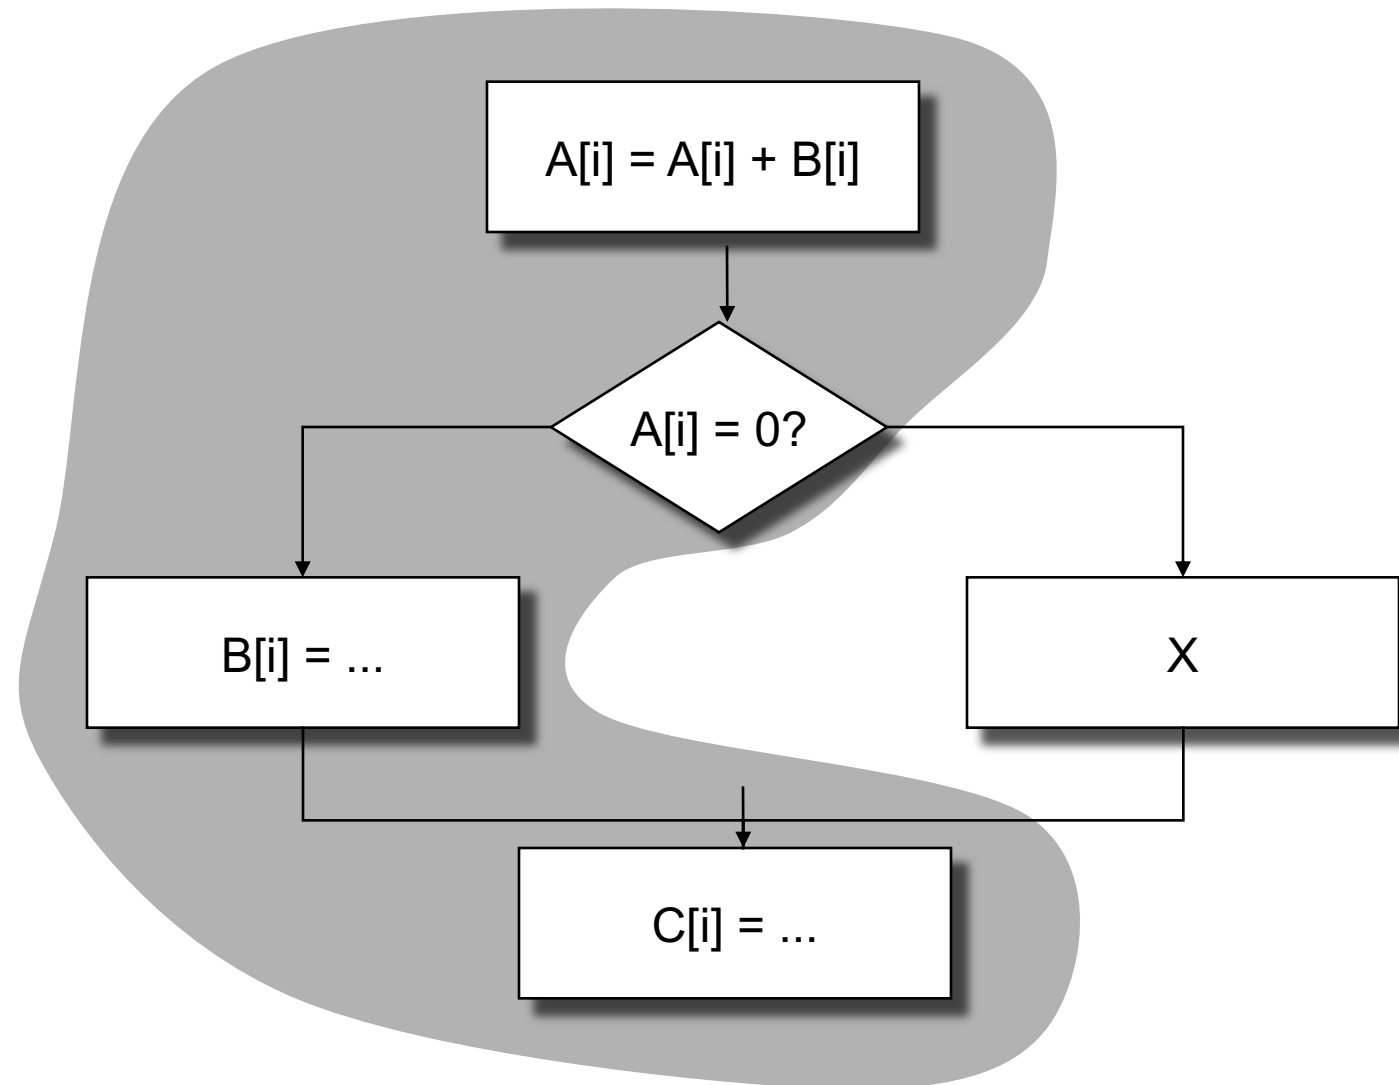 A[i] = A[i] + B[i]
A[i] = 0?
B[i] = ...
X
C[i] = ...